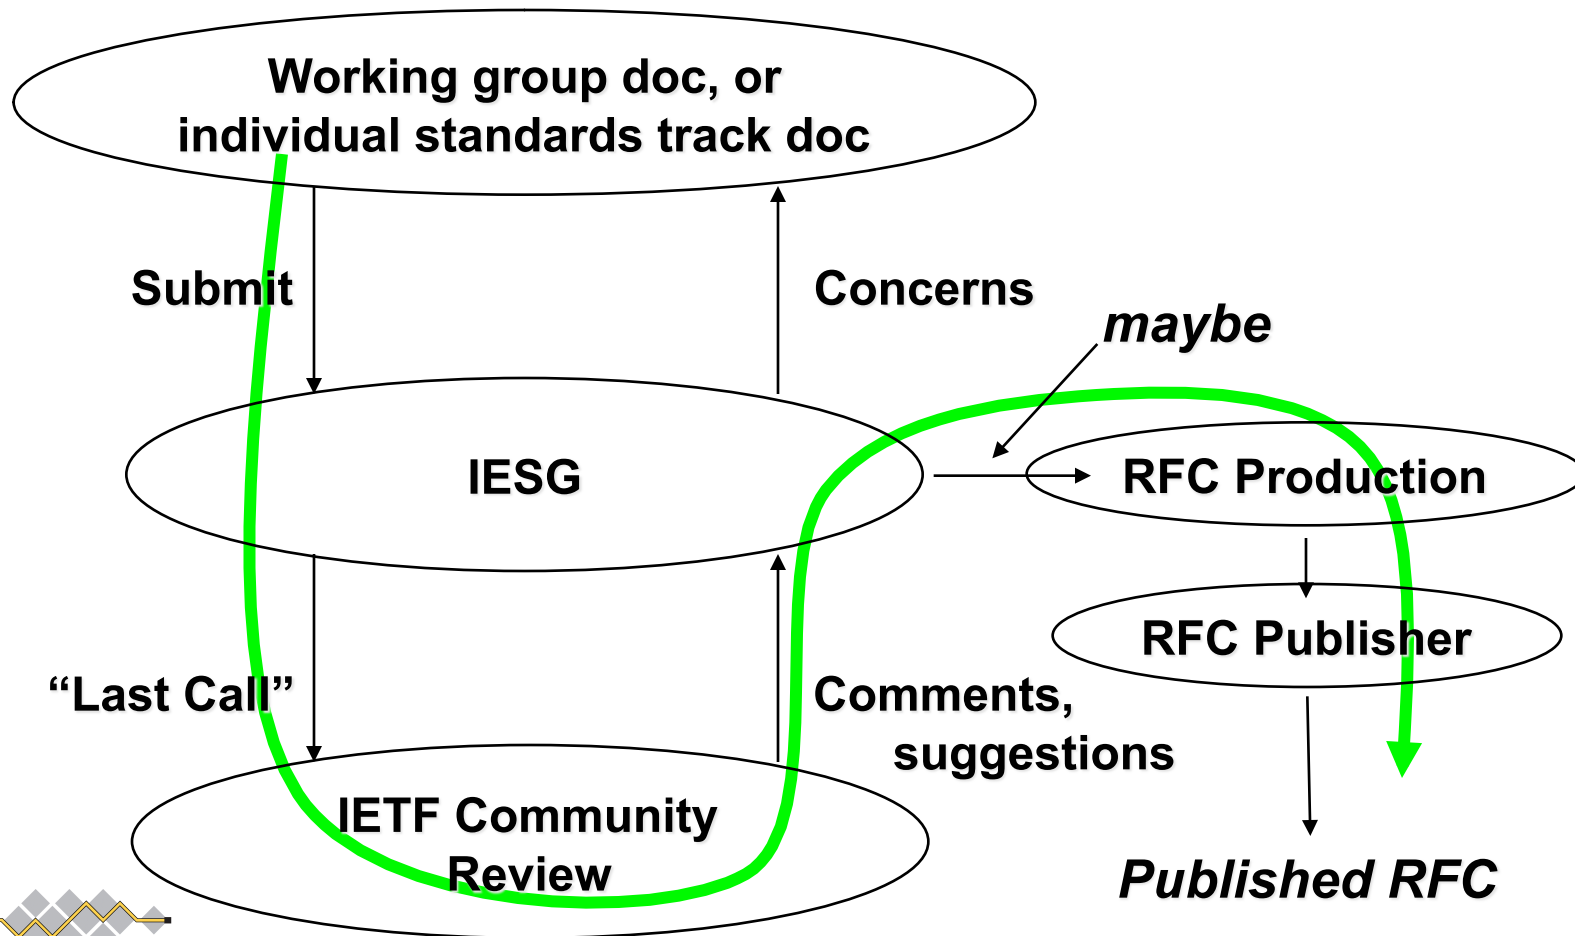 Working group doc, or
individual standards track doc
Submit
Concerns
maybe
IESG
RFC Production
RFC Publisher
“Last Call”
Comments,
suggestions
IETF Community
Review
Published RFC